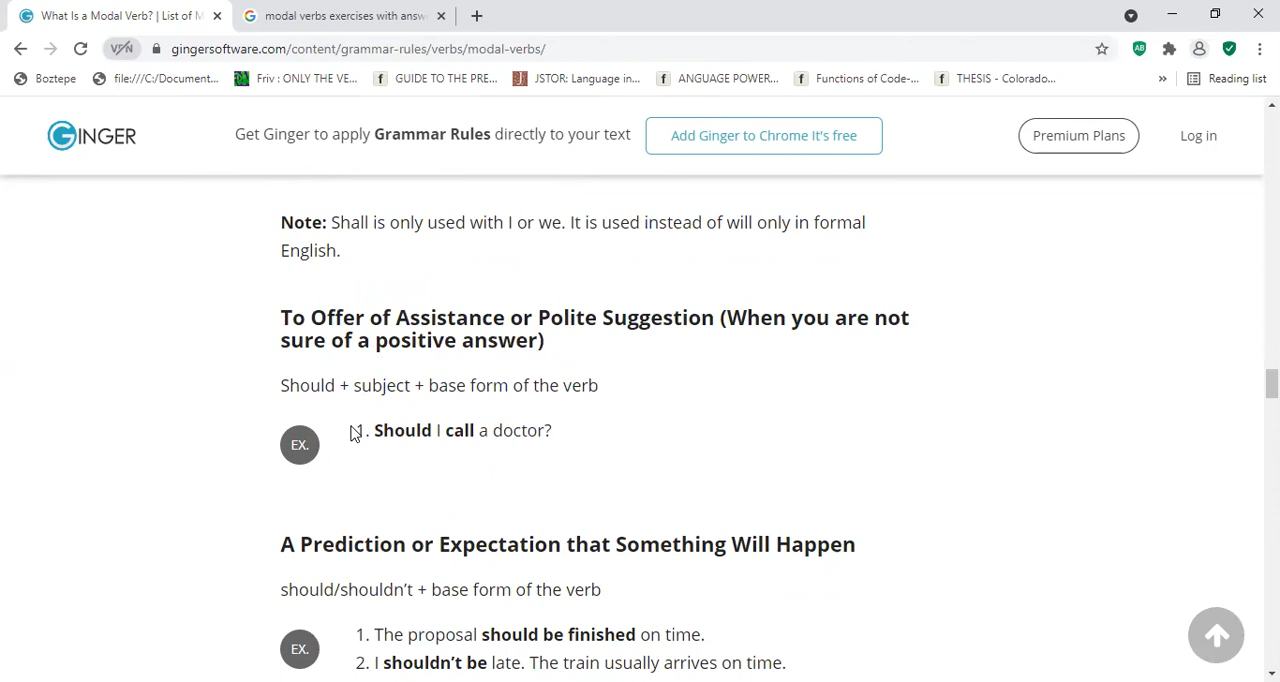 What Is a Modal Verb? | List of M
modal verbs exercises with answ
gingersoftware.com/content/grammar-rules/verbs/modal-verbs/
Boztepe
file:///C:/Document...
Friv : ONLY THE VE...
GUIDE TO THE PRE...
JSTOR: Language in...
ANGUAGE POWER...
Functions of Code-...
THESIS - Colorado...
»
Reading list
GINGER
Get Ginger to apply Grammar Rules directly to your text
Add Ginger to Chrome It's free
Premium Plans
Log in
Note: Shall is only used with I or we. It is used instead of will only in formal
English.
To Offer of Assistance or Polite Suggestion (When you are not
sure of a positive answer)
Should + subject + base form of the verb
EX.
1. Should I call a doctor?
A Prediction or Expectation that Something Will Happen
should/shouldn’t + base form of the verb
EX.
1. The proposal should be finished on time.
2. I shouldn’t be late. The train usually arrives on time.